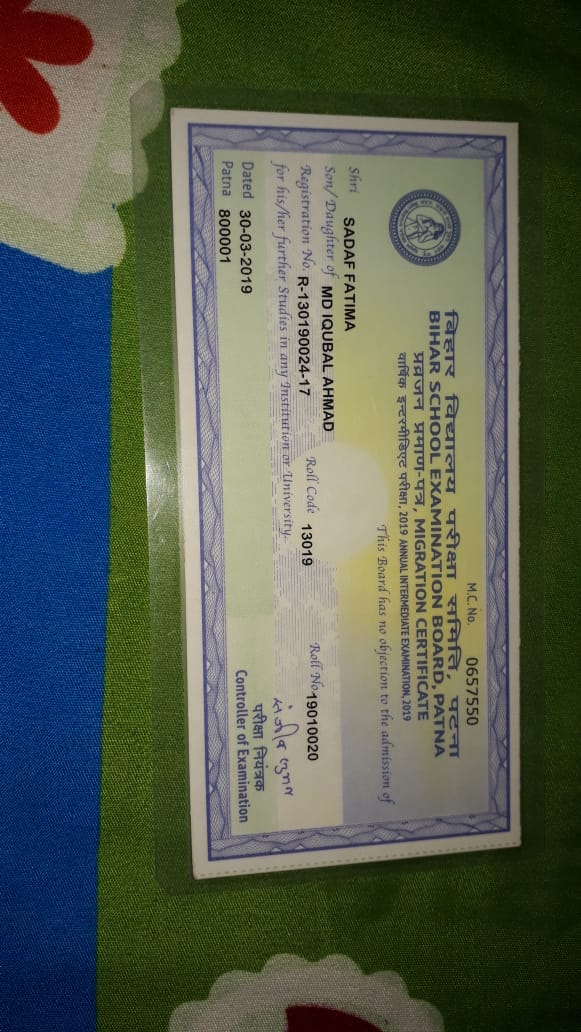 M.C. No. 0657550
बिहार विद्यालय परीक्षा समिति, पटना
BIHAR SCHOOL EXAMINATION BOARD, PATNA
प्रव्रजन प्रमाण-पत्र, MIGRATION CERTIFICATE
वार्षिक इन्टरमीडिएट परीक्षा, 2019 ANNUAL INTERMEDIATE EXAMINATION, 2019
This Board has no objection to the admission of
Shri SADAF FATIMA
Son/Daughter of MD IQUBAL AHMAD
Registration No. R-130190024-17 Roll Code 13019 Roll No. 19010020
for his/her further Studies in any Institution or University.
Dated 30-03-2019
Patna 800001
परीक्षा नियंत्रक
Controller of Examination